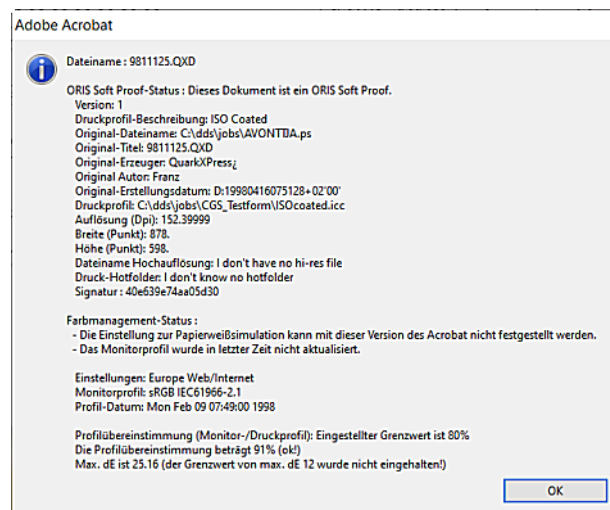 Adobe Acrobat
Dateiname : 9811125.QXD
ORIS Soft Proof-Status : Dieses Dokument ist ein ORIS Soft Proof.
Version: 1
Druckprofil-Beschreibung: ISO Coated
Original-Dateiname: C:\dds\jobs\AVONTTJA.ps
Original-Titel: 9811125.QXD
Original-Erzeuger: QuarkXPress¿
Original Autor: Franz
Original-Erstellungsdatum: D:19980416075128+02'00'
Druckprofil: C:\dds\jobs\CGS_Testform\ISOcoated.icc
Auflösung (Dpi): 152.39999
Breite (Punkt): 878.
Höhe (Punkt): 598.
Dateiname Hochauflösung: I don't have no hi-res file
Druck-Hotfolder: I don't know no hotfolder
Signatur : 40e639e74aa05d30
Farbmanagement-Status :
- Die Einstellung zur Papierweißsimulation kann mit dieser Version des Acrobat nicht festgestellt werden.
- Das Monitorprofil wurde in letzter Zeit nicht aktualisiert.
Einstellungen: Europe Web/Internet
Monitorprofil: sRGB IEC61966-2.1
Profil-Datum: Mon Feb 09 07:49:00 1998
Profilübereinstimmung (Monitor-/Druckprofil): Eingestellter Grenzwert ist 80%
Die Profilübereinstimmung beträgt 91% (ok!)
Max. dE ist 25.16 (der Grenzwert von max. dE 12 wurde nicht eingehalten!)
OK